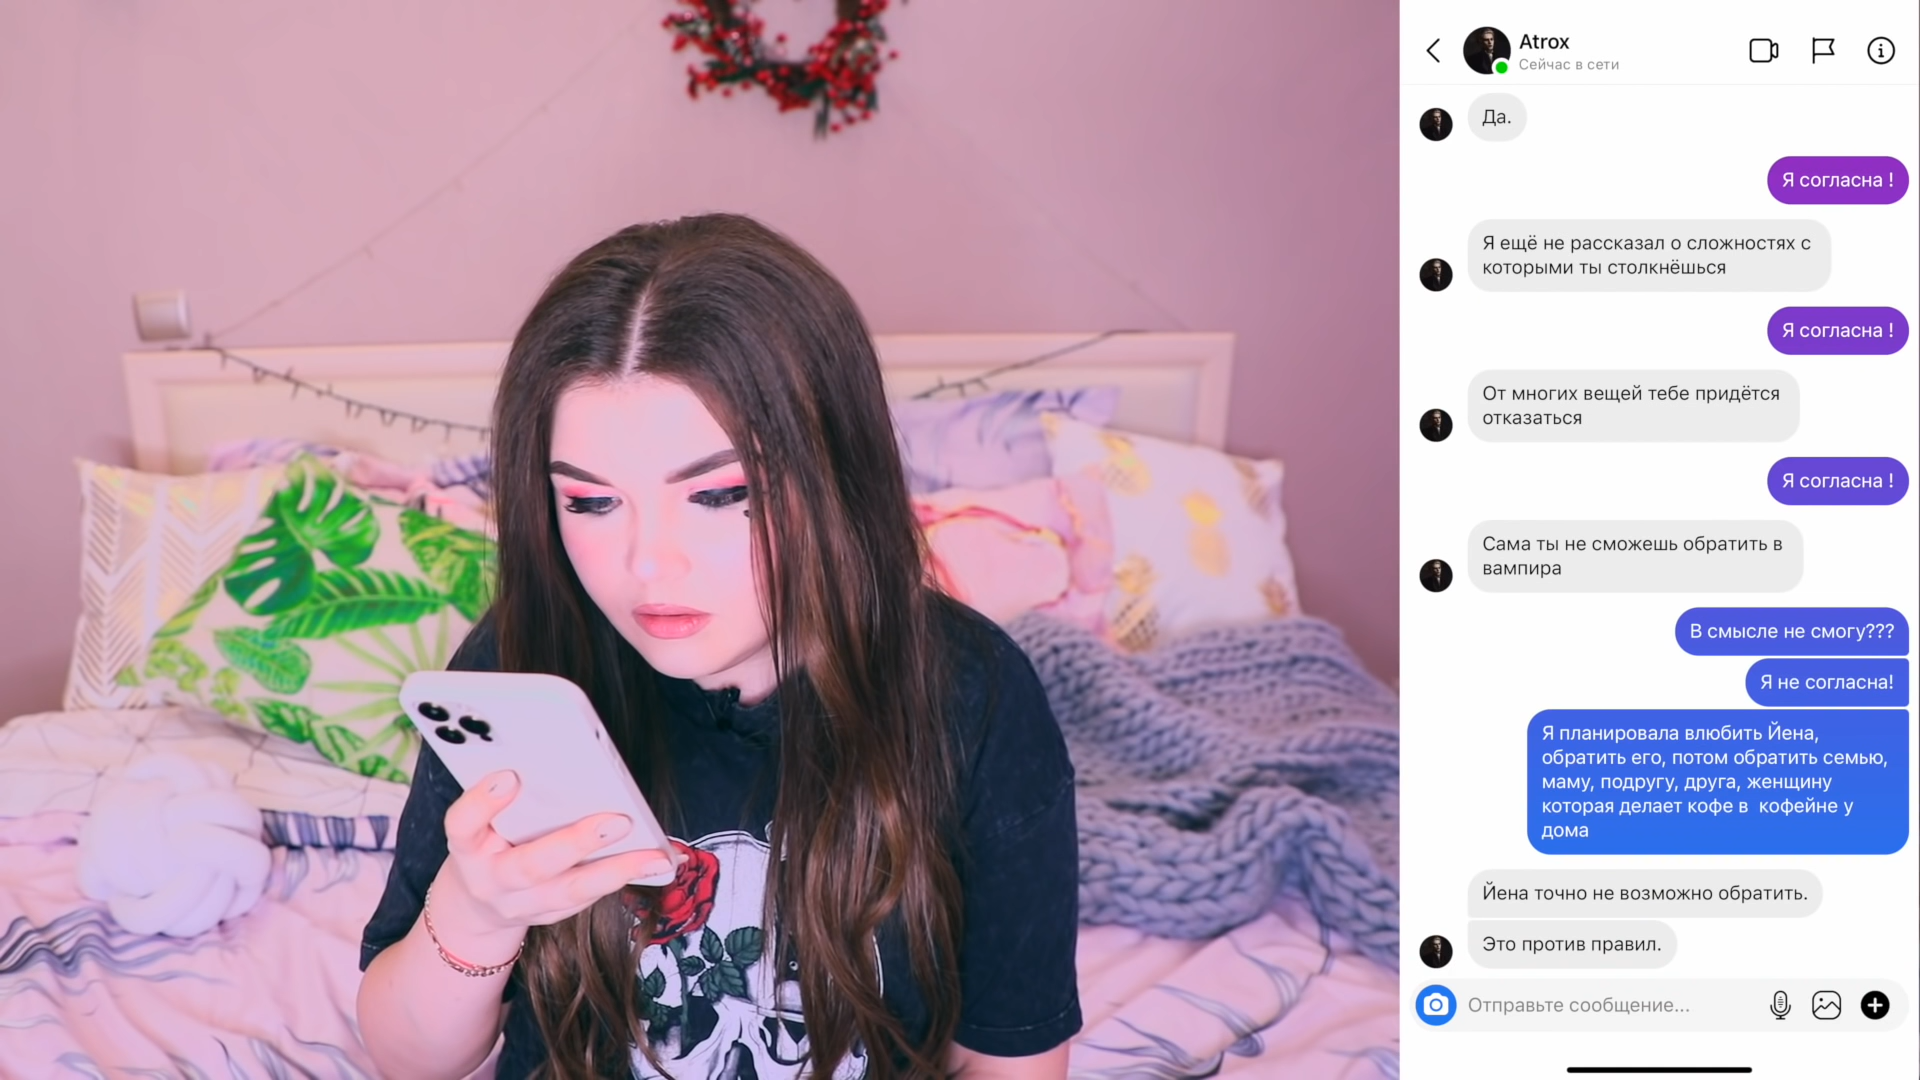 Atrox
Сейчас в сети
Да.
Я согласна !
Я ещё не рассказал о сложностях с
которыми ты столкнёшься
Я согласна !
От многих вещей тебе придётся
отказаться
Я согласна !
Сама ты не сможешь обратить в
вампира
В смысле не смогу???
Я не согласна!
Я планировала влюбить Йена,
обратить его, потом обратить семью,
маму, подругу, друга, женщину
которая делает кофе в  кофейне у
дома
Йена точно не возможно обратить.
Это против правил.
Отправьте сообщение...